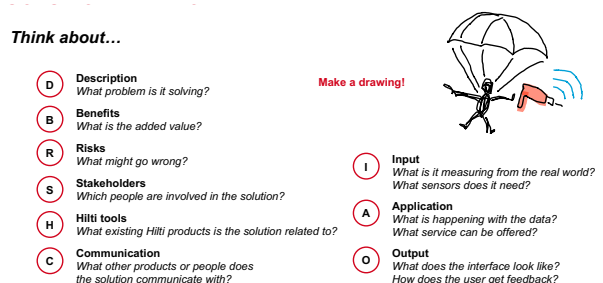 Think about…
Make a drawing!
D
Description
What problem is it solving?
B
Benefits
What is the added value?
R
Risks
What might go wrong?
S
Stakeholders
Which people are involved in the solution?
H
Hilti tools
What existing Hilti products is the solution related to?
C
Communication
What other products or people does
the solution communicate with?
I
Input
What is it measuring from the real world?
What sensors does it need?
A
Application
What is happening with the data?
What service can be offered?
O
Output
What does the interface look like?
How does the user get feedback?